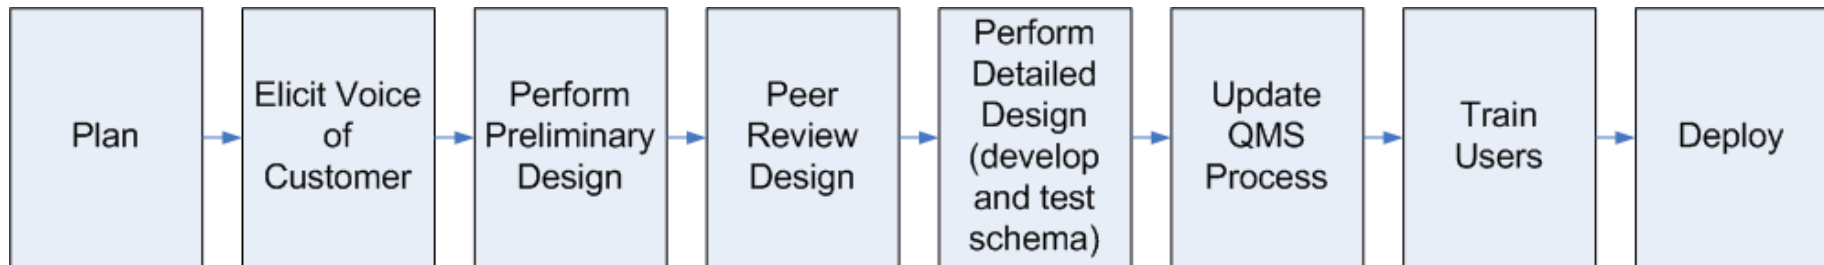 Plan
Elicit Voice
of
Customer
Perform
Preliminary
Design
Peer
Review
Design
Perform
Detailed
Design
(develop
and test
schema)
Update
QMS
Process
Train
Users
Deploy